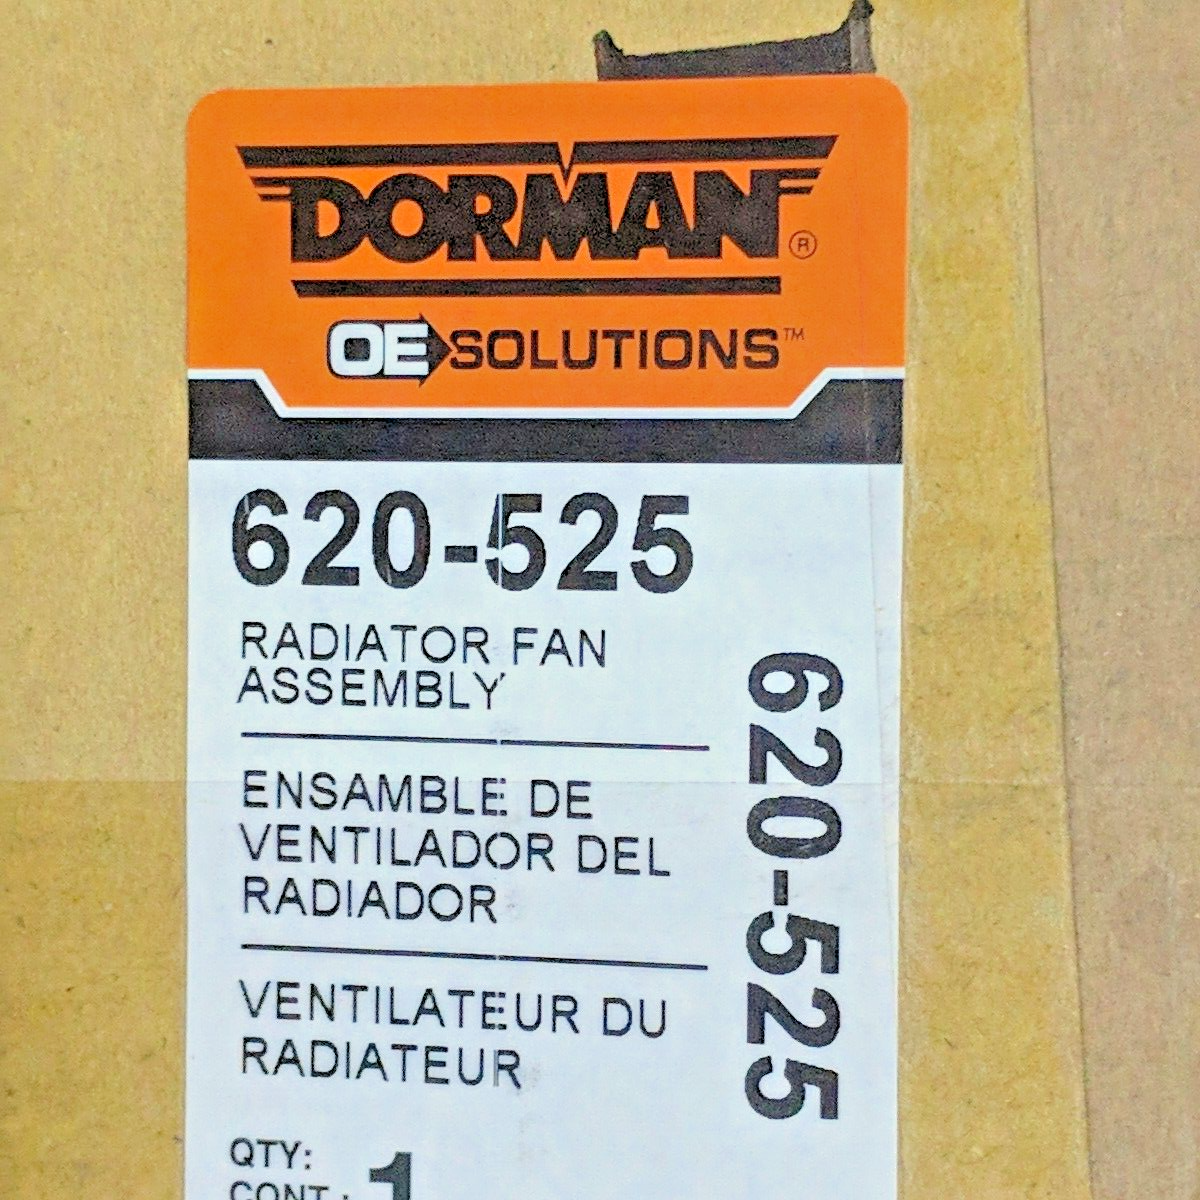 DORMAN®
OE SOLUTIONS™
620-525
RADIATOR FAN
ASSEMBLY
ENSAMBLE DE
VENTILADOR DEL
RADIADOR
VENTILATEUR DU
RADIATEUR
620-525
QTY:
CONT.: 1